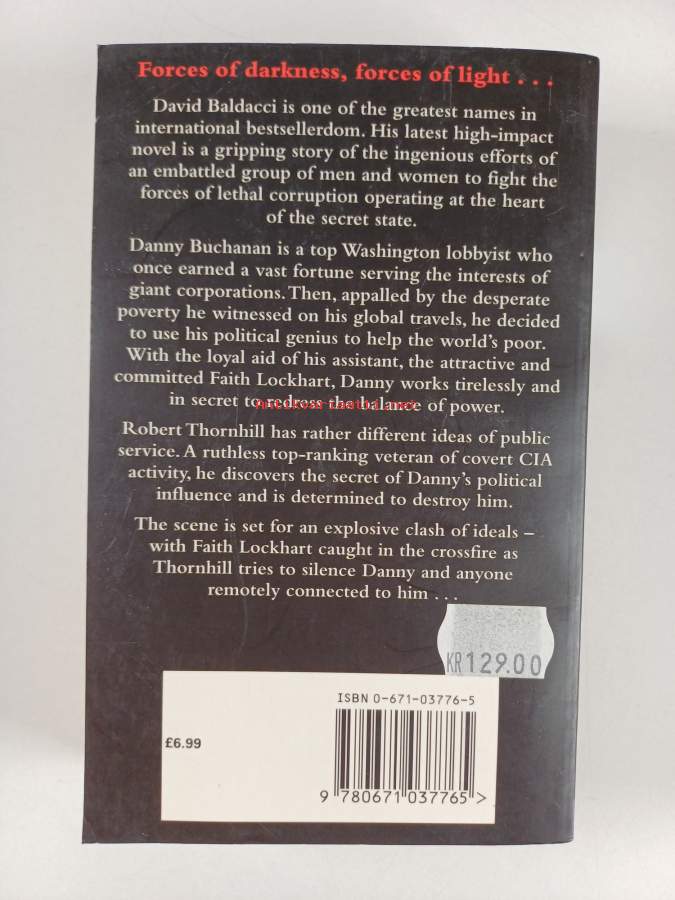 Forces of darkness, forces of light . . .
David Baldacci is one of the greatest names in
international bestsellerdom. His latest high-impact
novel is a gripping story of the ingenious efforts of
an embattled group of men and women to fight the
forces of lethal corruption operating at the heart
of the secret state.
Danny Buchanan is a top Washington lobbyist who
once earned a vast fortune serving the interests of
giant corporations. Then, appalled by the desperate
poverty he witnessed on his global travels, he decided
to use his political genius to help the world's poor.
With the loyal aid of his assistant, the attractive and
committed Faith Lockhart, Danny works tirelessly and
in secret to redress the balance of power.
Robert Thornhill has rather different ideas of public
service. A ruthless top-ranking veteran of covert CIA
activity, he discovers the secret of Danny's political
influence and is determined to destroy him.
The scene is set for an explosive clash of ideals –
with Faith Lockhart caught in the crossfire as
Thornhill tries to silence Danny and anyone
remotely connected to him . . .
KR129.00
ISBN 0-671-03776-5
£6.99
9 780671 037765 >